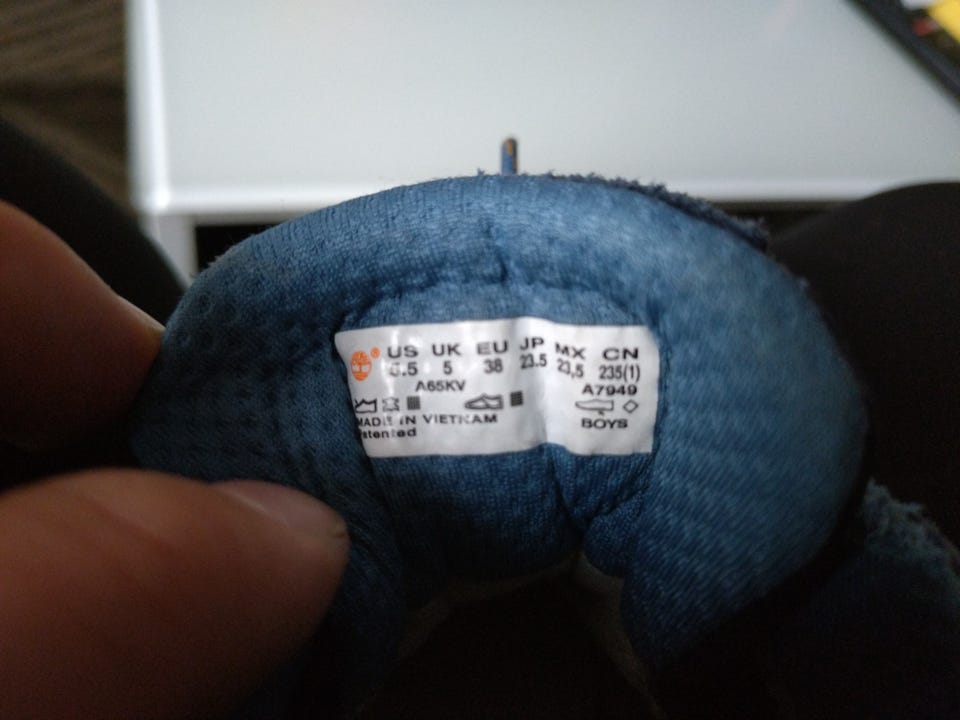 ® US UK EU JP MX CN
5.5 5 38 23.5 23,5 235(1)
A65KV A7949
MADE IN VIETNAM BOYS
Patented